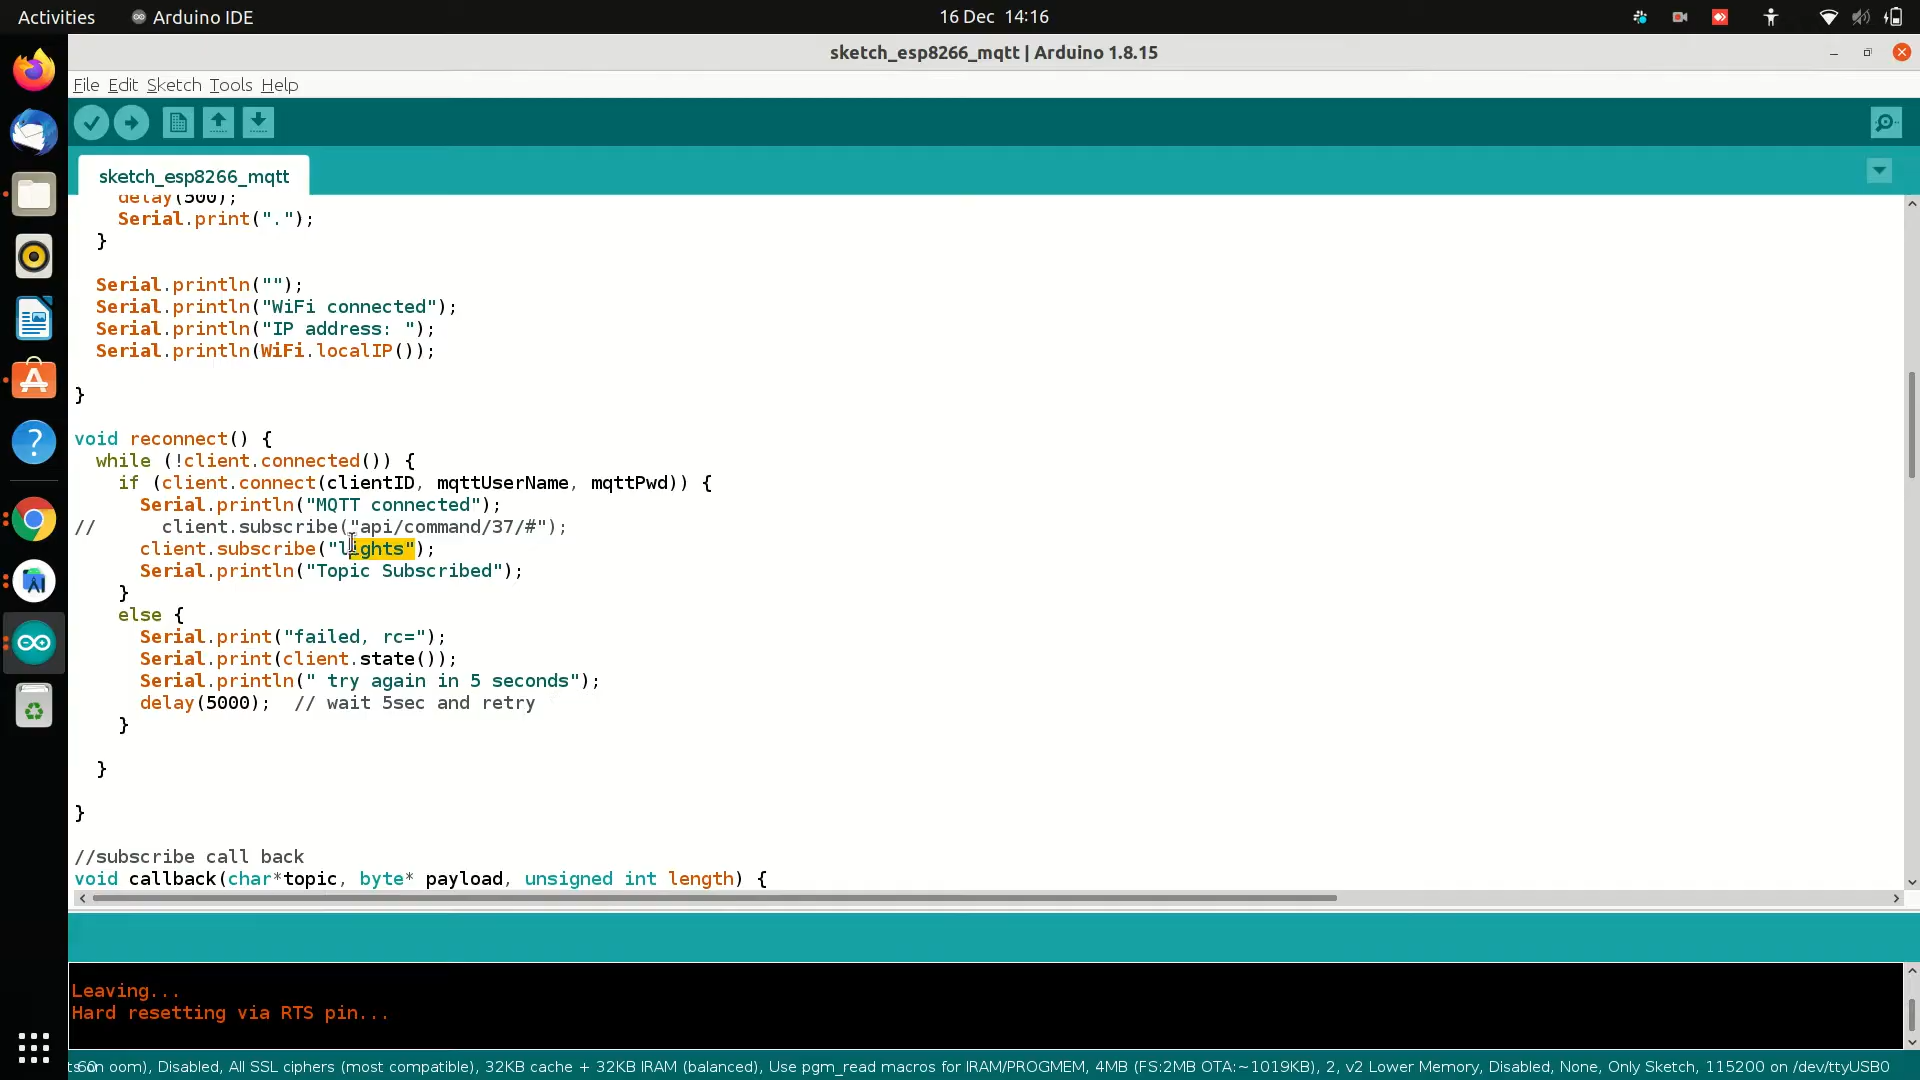 Activities
Arduino IDE
16 Dec 14:16
sketch_esp8266_mqtt | Arduino 1.8.15
File Edit Sketch Tools Help
sketch_esp8266_mqtt
delay(500);
Serial.print(".");
}
Serial.println("");
Serial.println("WiFi connected");
Serial.println("IP address: ");
Serial.println(WiFi.localIP());
}
void reconnect() {
while (!client.connected()) {
if (client.connect(clientID, mqttUserName, mqttPwd)) {
Serial.println("MQTT connected");
//      client.subscribe("api/command/37/#");
client.subscribe("lights");
Serial.println("Topic Subscribed");
}
else {
Serial.print("failed, rc=");
Serial.print(client.state());
Serial.println(" try again in 5 seconds");
delay(5000);  // wait 5sec and retry
}
}
}
//subscribe call back
void callback(char*topic, byte* payload, unsigned int length) {
Leaving...
Hard resetting via RTS pin...
60
oom), Disabled, All SSL ciphers (most compatible), 32KB cache + 32KB IRAM (balanced), Use pgm_read macros for IRAM/PROGMEM, 4MB (FS:2MB OTA:~1019KB), 2, v2 Lower Memory, Disabled, None, Only Sketch, 115200 on /dev/ttyUSB0